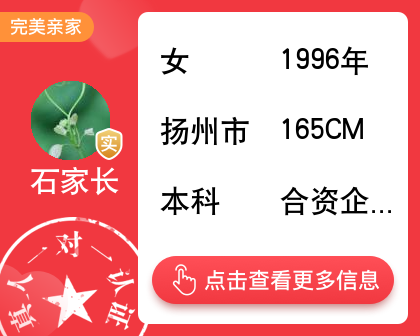 完美亲家
女 1996年
扬州市 165CM
本科 合资企...
实
石家长
点击查看更多信息
真人一对一认证